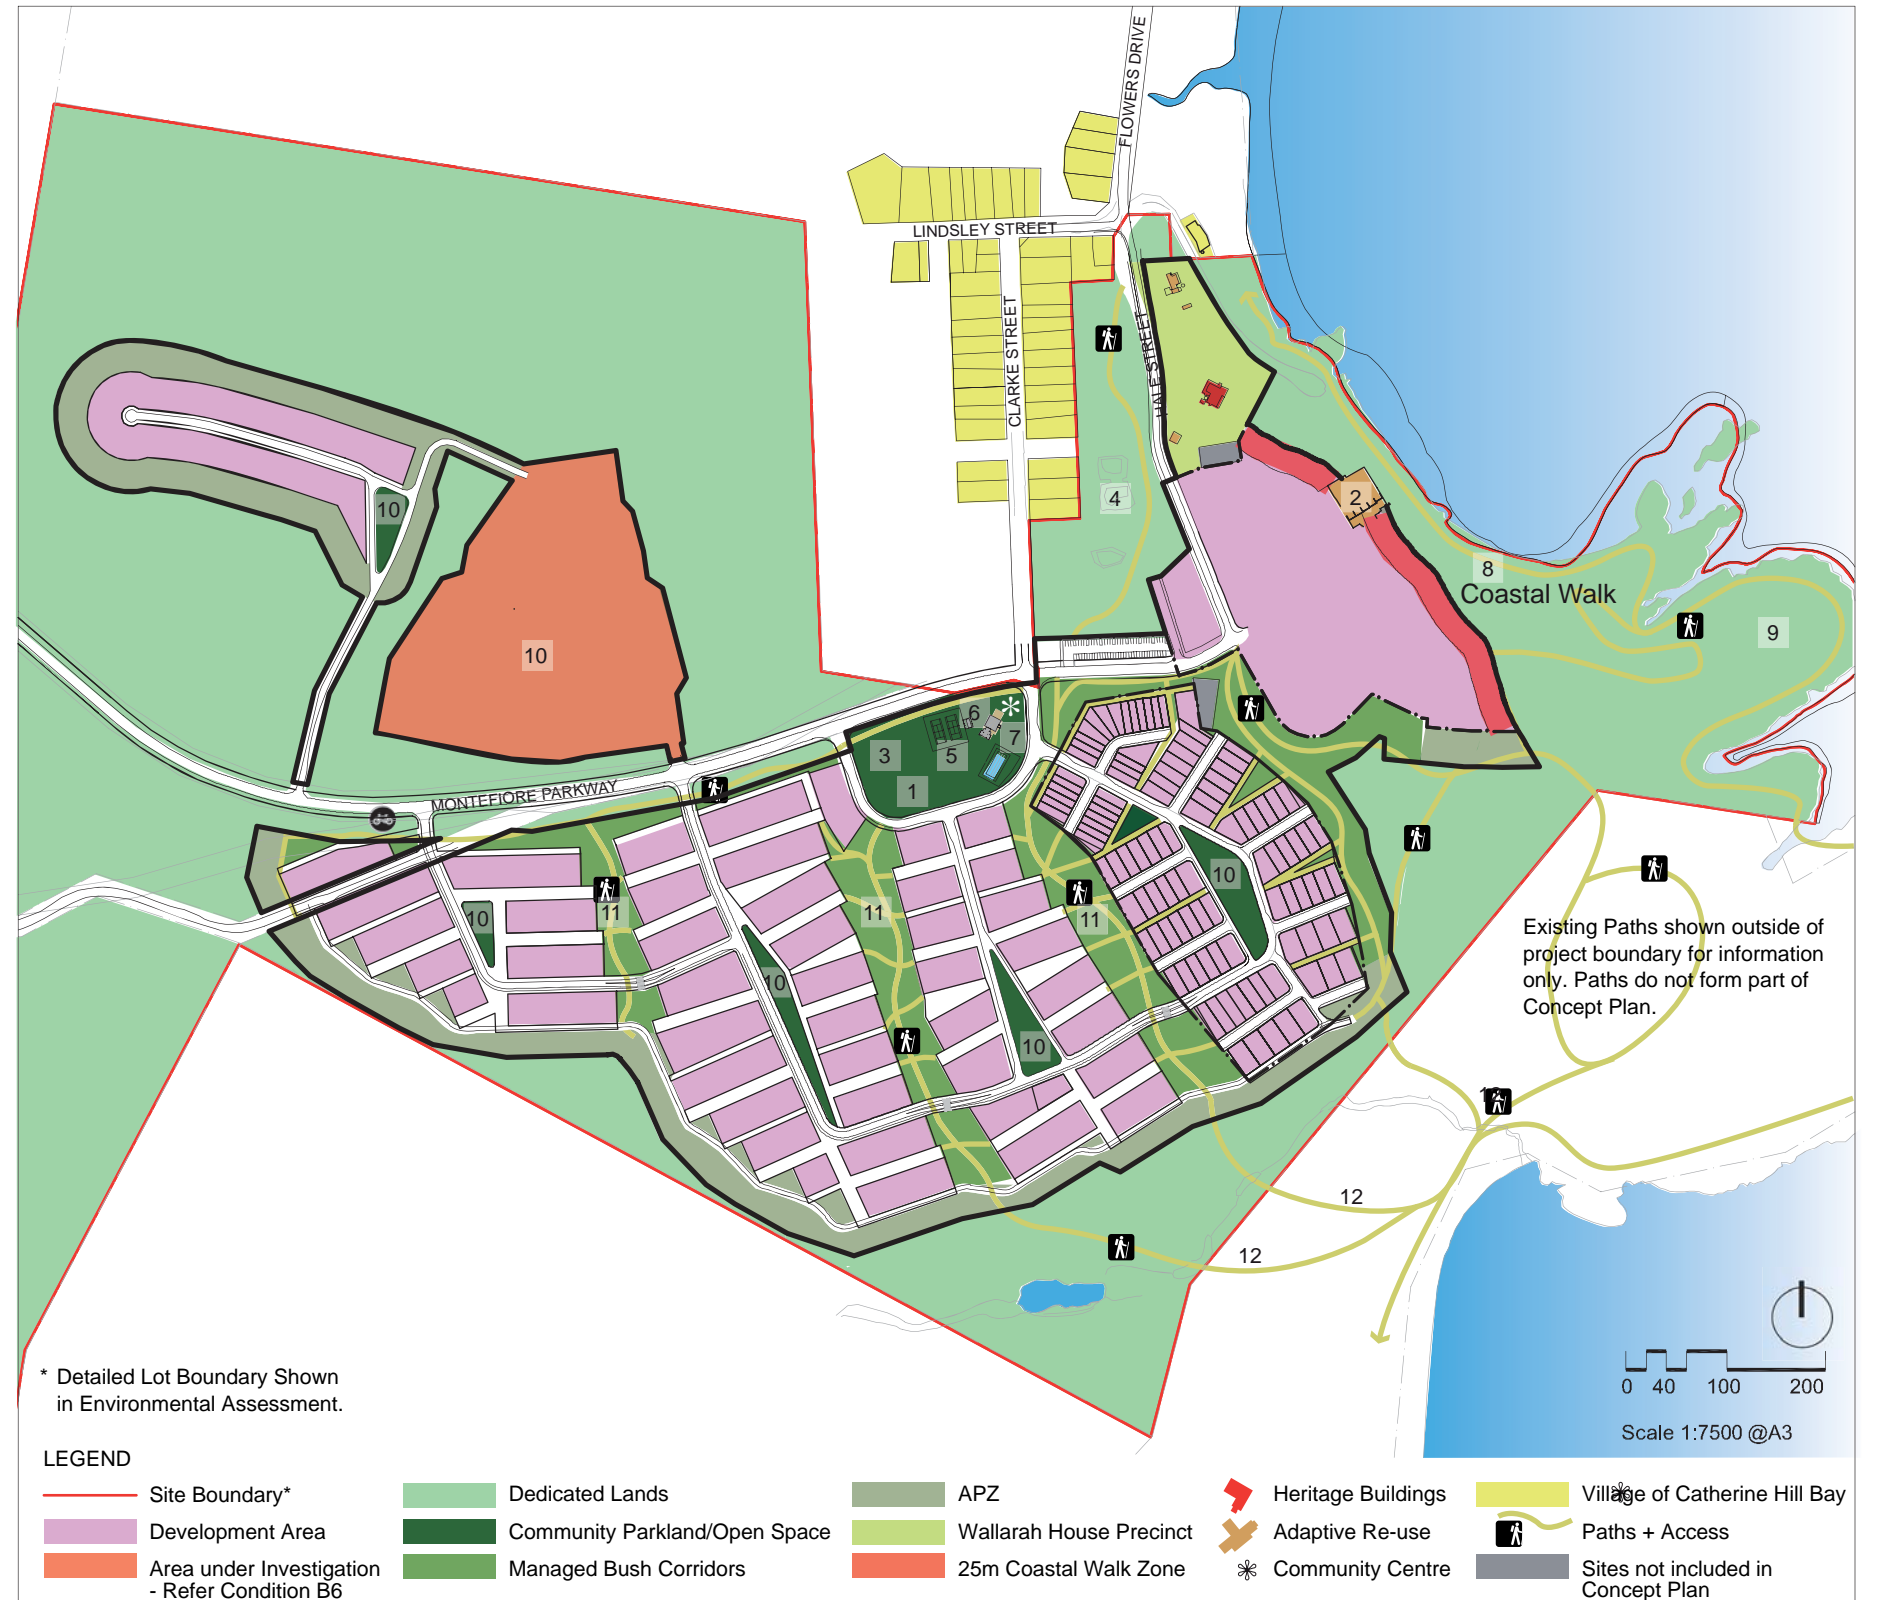 FLOWERS DRIVE
LINDSLEY STREET
CLARKE STREET
HALE STREET
10
4
2
8
Coastal Walk
9
10
6
7
3
5
1
MONTEFIORE PARKWAY
10
10
11
11
11
10
10
Existing Paths shown outside of
project boundary for information
only. Paths do not form part of
Concept Plan.
12
12
0 40 100 200
Scale 1:7500 @A3
* Detailed Lot Boundary Shown
in Environmental Assessment.
LEGEND
Site Boundary*
Development Area
Area under Investigation
- Refer Condition B6
Dedicated Lands
Community Parkland/Open Space
Managed Bush Corridors
APZ
Wallarah House Precinct
25m Coastal Walk Zone
Heritage Buildings
Adaptive Re-use
Community Centre
Village of Catherine Hill Bay
Paths + Access
Sites not included in
Concept Plan